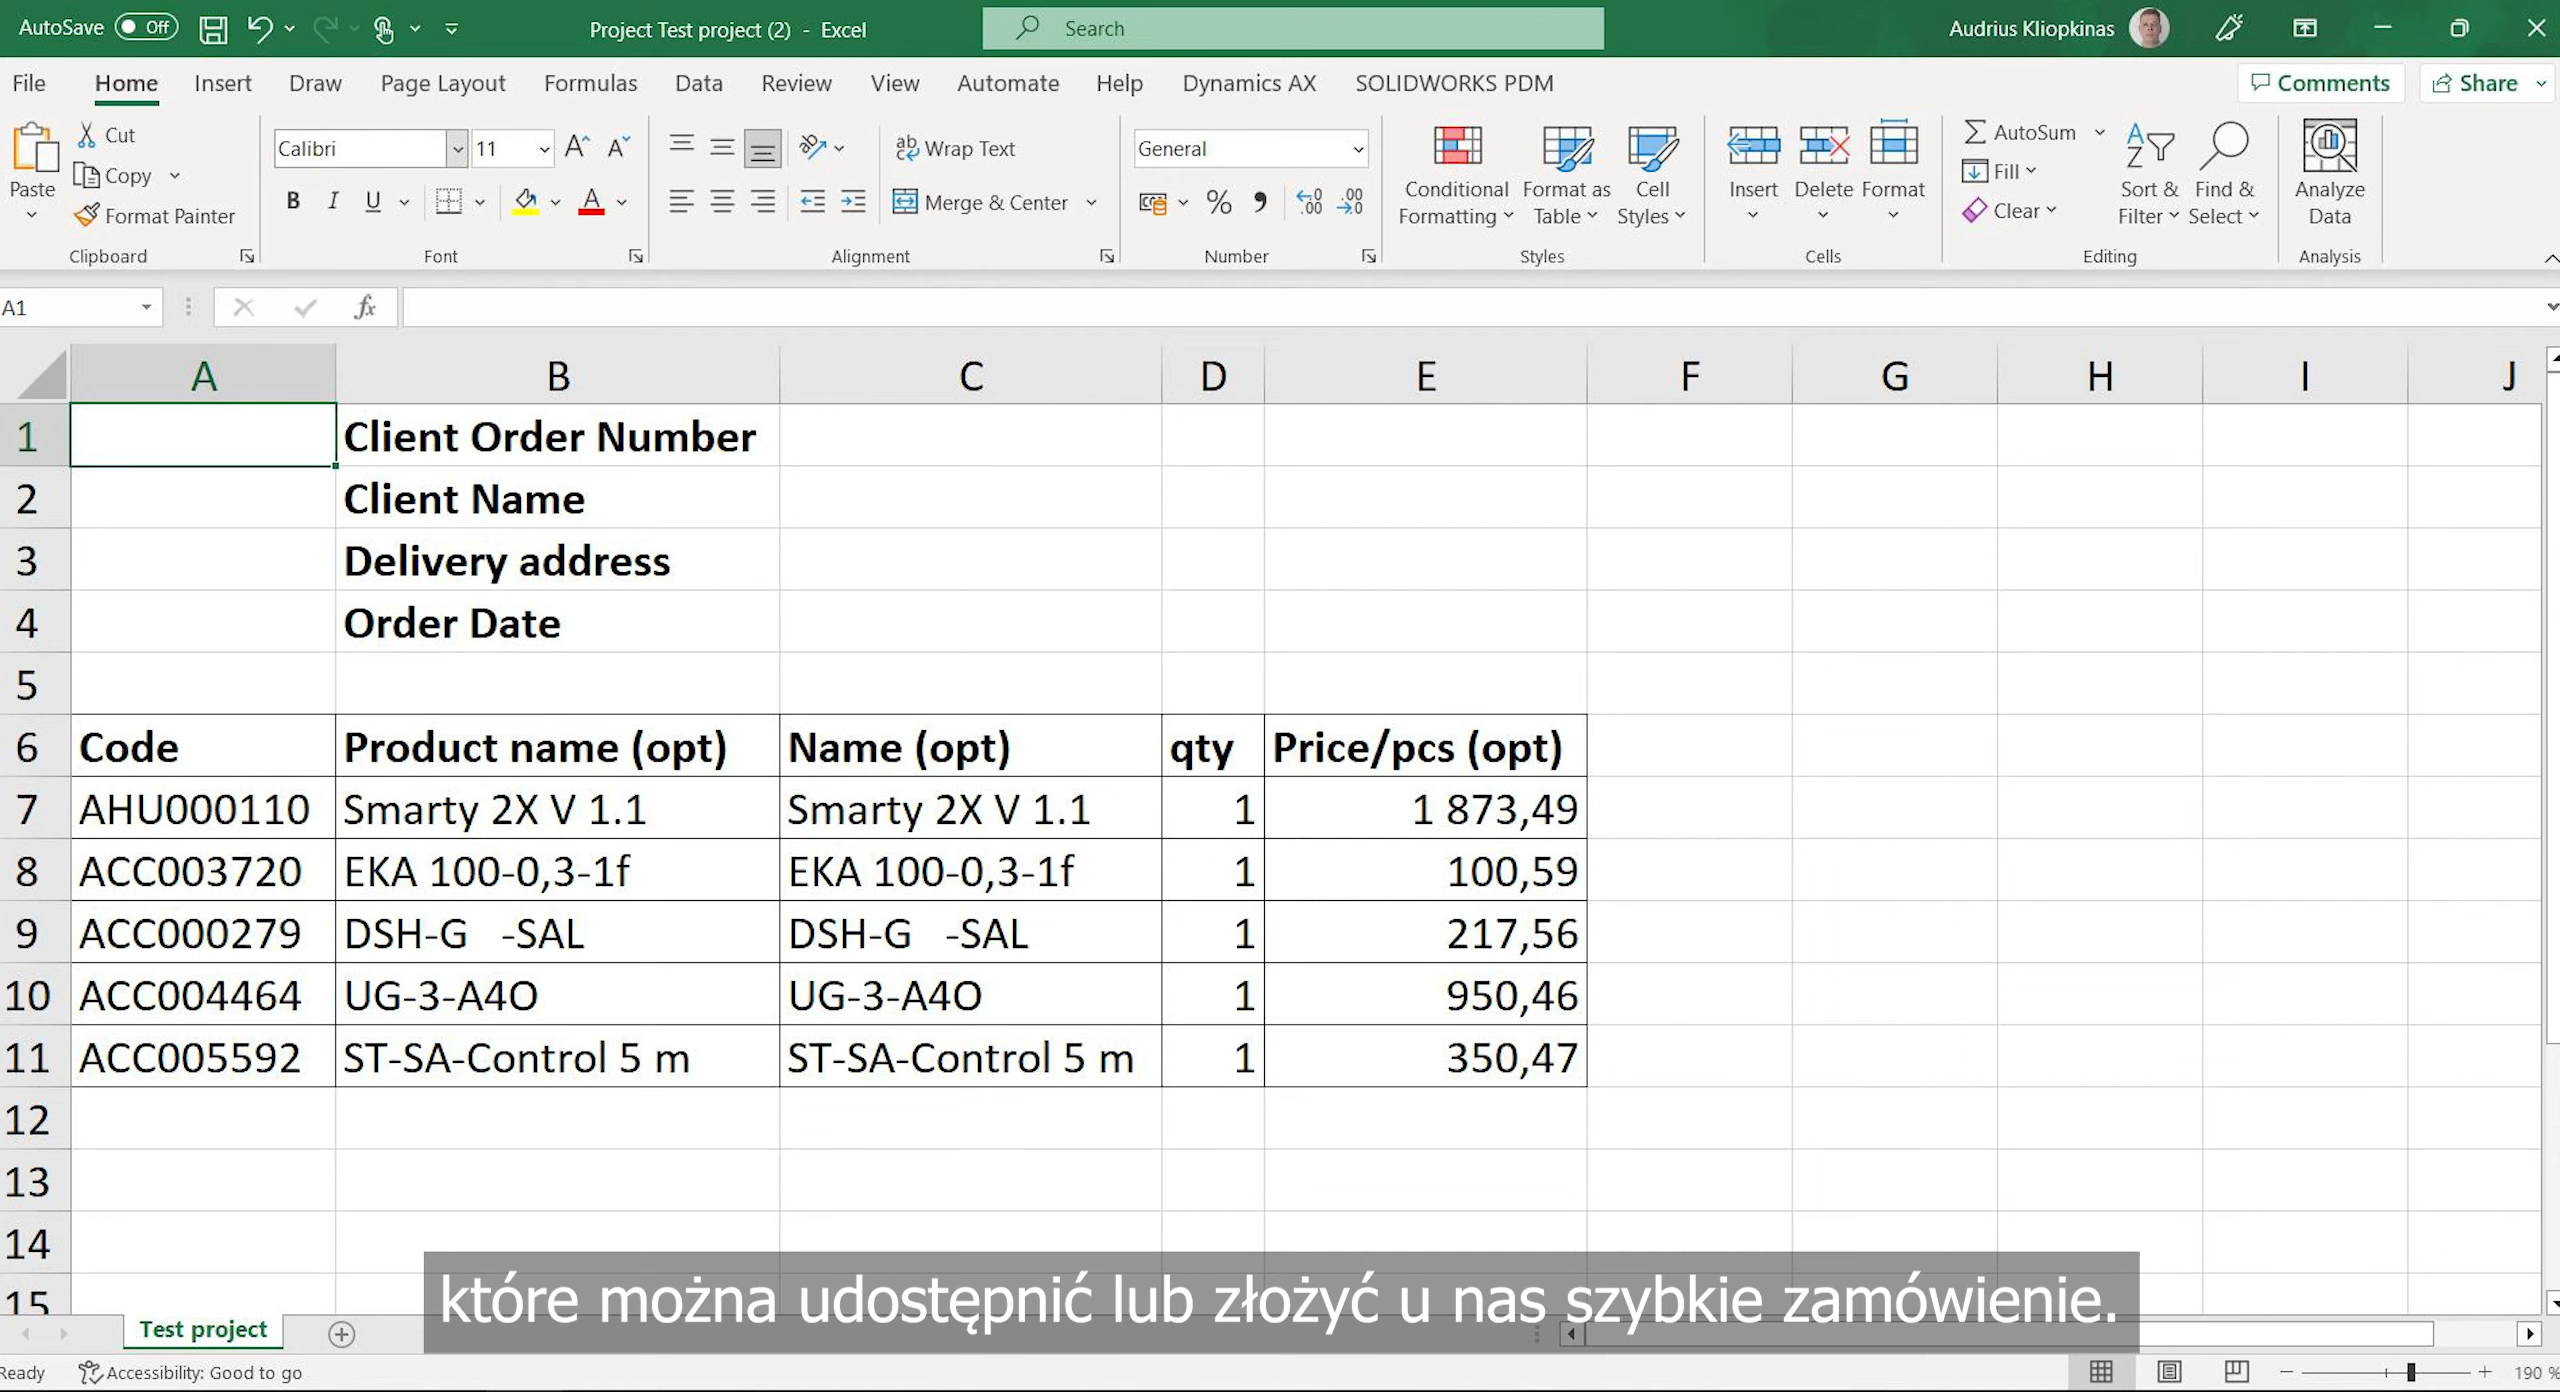 AutoSave Off Project Test project (2) - Excel Search Audrius Kliopkinas
File Home Insert Draw Page Layout Formulas Data Review View Automate Help Dynamics AX SOLIDWORKS PDM Comments Share
Paste Cut Copy Format Painter Clipboard
Calibri 11 B I U Font
Wrap Text Merge & Center Alignment
General % Number
Conditional Formatting Format as Table Cell Styles Styles
Insert Delete Format Cells
AutoSum Fill Clear Sort & Filter Find & Select Editing
Analyze Data Analysis
A1 fx
A B C D E F G H I J
1 Client Order Number
2 Client Name
3 Delivery address
4 Order Date
5
6 Code Product name (opt) Name (opt) qty Price/pcs (opt)
7 AHU000110 Smarty 2X V 1.1 Smarty 2X V 1.1 1 1 873,49
8 ACC003720 EKA 100-0,3-1f EKA 100-0,3-1f 1 100,59
9 ACC000279 DSH-G -SAL DSH-G -SAL 1 217,56
10 ACC004464 UG-3-A4O UG-3-A4O 1 950,46
11 ACC005592 ST-SA-Control 5 m ST-SA-Control 5 m 1 350,47
12
13
14
15
które można udostępnić lub złożyć u nas szybkie zamówienie.
Test project
Ready Accessibility: Good to go 190 %